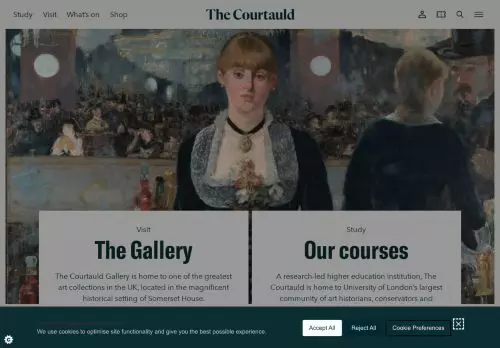 Study Visit What's on Shop The Courtauld
Visit
The Gallery
The Courtauld Gallery is home to one of the greatest
art collections in the UK, located in the magnificent
historical setting of Somerset House.
Study
Our courses
A research-led higher education institution, The
Courtauld is home to University of London's largest
community of art historians, conservators and
We use cookies to optimise site functionality and give you the best possible experience.
Accept All Reject All Cookie Preferences